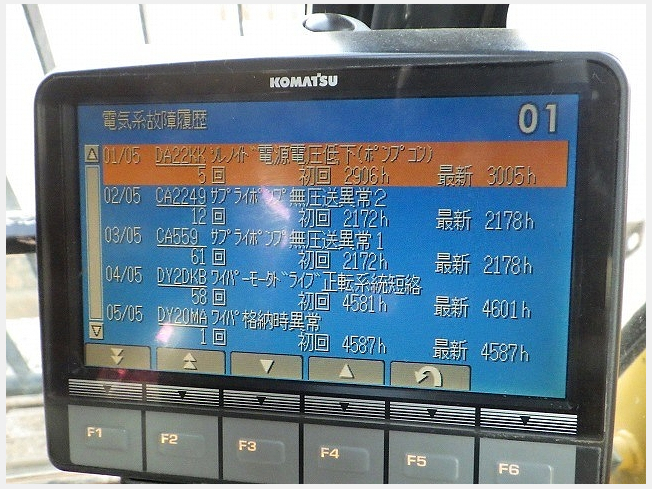 KOMATSU
電気系故障履歴 01
01/05 DA22KK ｿﾚﾉｲﾄﾞ電源電圧低下(ﾎﾟﾝﾌﾟｺﾝ)
5 回 初回 2906h 最新 3005h
02/05 CA2249 ｻﾌﾟﾗｲﾎﾟﾝﾌﾟ無圧送異常2
12 回 初回 2172h 最新 2178h
03/05 CA559 ｻﾌﾟﾗｲﾎﾟﾝﾌﾟ無圧送異常1
61 回 初回 2172h 最新 2178h
04/05 DY2DKB ﾜｲﾊﾟｰﾓｰﾀﾄﾞﾗｲﾌﾞ正転系統短絡
58 回 初回 4581h 最新 4601h
05/05 DY20MA ﾜｲﾊﾟ格納時異常
1 回 初回 4587h 最新 4587h
F1 F2 F3 F4 F5 F6